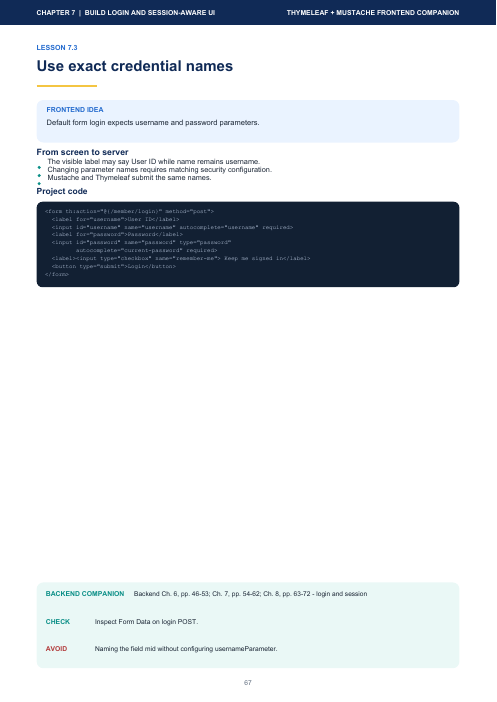 CHAPTER 7 | BUILD LOGIN AND SESSION-AWARE UI THYMELEAF + MUSTACHE FRONTEND COMPANION
LESSON 7.3
Use exact credential names
FRONTEND IDEA
Default form login expects username and password parameters.
From screen to server
The visible label may say User ID while name remains username.
Changing parameter names requires matching security configuration.
Mustache and Thymeleaf submit the same names.
Project code
<form th:action="@{/member/login}" method="post">
<label for="username">User ID</label>
<input id="username" name="username" autocomplete="username" required>
<label for="password">Password</label>
<input id="password" name="password" type="password"
autocomplete="current-password" required>
<label><input type="checkbox" name="remember-me"> Keep me signed in</label>
<button type="submit">Login</button>
</form>
BACKEND COMPANION Backend Ch. 6, pp. 46-53; Ch. 7, pp. 54-62; Ch. 8, pp. 63-72 - login and session
CHECK Inspect Form Data on login POST.
AVOID Naming the field mid without configuring usernameParameter.
67